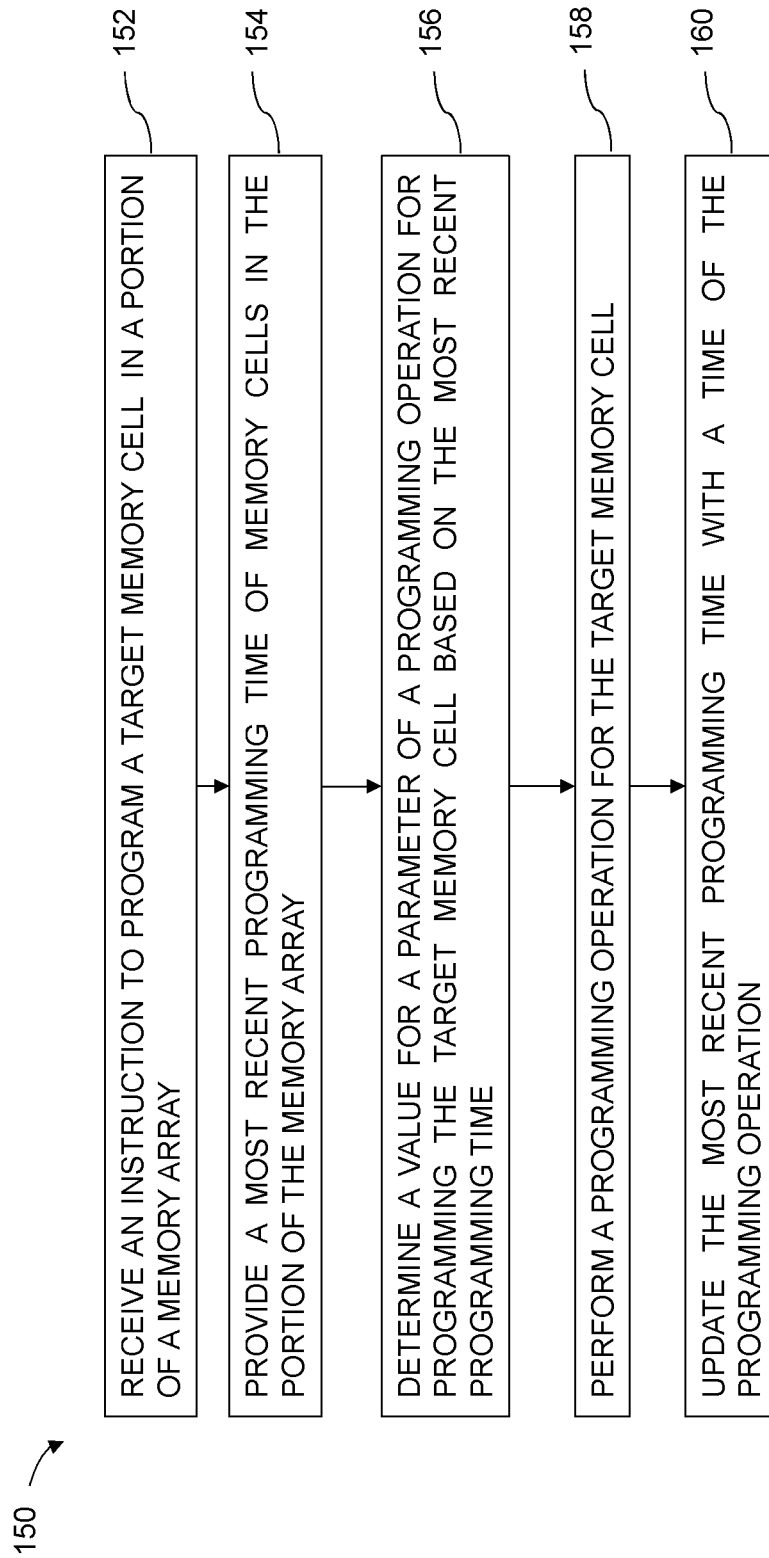 150
RECEIVE AN INSTRUCTION TO PROGRAM A TARGET MEMORY CELL IN A PORTION
OF A MEMORY ARRAY
152
PROVIDE A MOST RECENT PROGRAMMING TIME OF MEMORY CELLS IN THE
PORTION OF THE MEMORY ARRAY
154
DETERMINE A VALUE FOR A PARAMETER OF A PROGRAMMING OPERATION FOR
PROGRAMMING THE TARGET MEMORY CELL BASED ON THE MOST RECENT
PROGRAMMING TIME
156
PERFORM A PROGRAMMING OPERATION FOR THE TARGET MEMORY CELL
158
UPDATE THE MOST RECENT PROGRAMMING TIME WITH A TIME OF THE
PROGRAMMING OPERATION
160